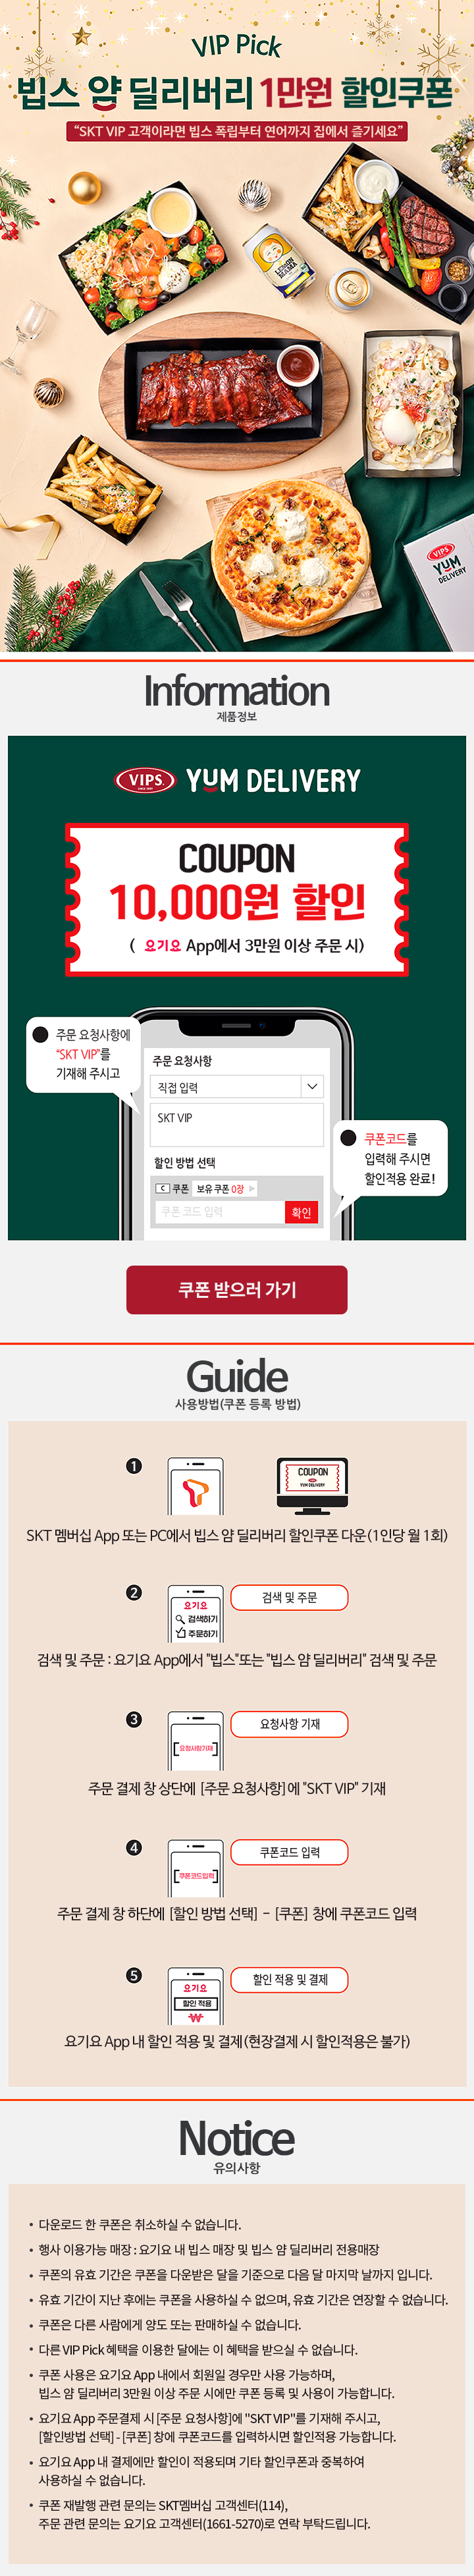 VIP Pick
빕스 얌 딜리버리 1만원 할인쿠폰
“SKT VIP 고객이라면 빕스 폭립부터 연어까지 집에서 즐기세요”
VIPS
YUM
DELIVERY
Information
제품정보
VIPS YUM DELIVERY
COUPON
10,000원 할인
( 요기요 App에서 3만원 이상 주문 시)
주문 요청사항에
“SKT VIP”를
기재해 주시고
주문 요청사항
직접 입력
SKT VIP
할인 방법 선택
C 쿠폰 보유 쿠폰 0장
쿠폰 코드 입력 확인
쿠폰코드를
입력해 주시면
할인적용 완료!
쿠폰 받으러 가기
Guide
사용방법(쿠폰 등록 방법)
1
COUPON
YUM DELIVERY
SKT 멤버십 App 또는 PC에서 빕스 얌 딜리버리 할인쿠폰 다운(1인당 월 1회)
2
요기요
검색하기
주문하기
검색 및 주문
검색 및 주문 : 요기요 App에서 "빕스"또는 "빕스 얌 딜리버리" 검색 및 주문
3
요청사항기재
요청사항 기재
주문 결제 창 상단에 [주문 요청사항]에 "SKT VIP" 기재
4
쿠폰코드입력
쿠폰코드 입력
주문 결제 창 하단에 [할인 방법 선택] - [쿠폰] 창에 쿠폰코드 입력
5
요기요
할인 적용
₩
할인 적용 및 결제
요기요 App 내 할인 적용 및 결제(현장결제 시 할인적용은 불가)
Notice
유의사항
• 다운로드 한 쿠폰은 취소하실 수 없습니다.
• 행사 이용가능 매장 : 요기요 내 빕스 매장 및 빕스 얌 딜리버리 전용매장
• 쿠폰의 유효 기간은 쿠폰을 다운받은 달을 기준으로 다음 달 마지막 날까지 입니다.
• 유효 기간이 지난 후에는 쿠폰을 사용하실 수 없으며, 유효 기간은 연장할 수 없습니다.
• 쿠폰은 다른 사람에게 양도 또는 판매하실 수 없습니다.
• 다른 VIP Pick 혜택을 이용한 달에는 이 혜택을 받으실 수 없습니다.
• 쿠폰 사용은 요기요 App 내에서 회원일 경우만 사용 가능하며,
빕스 얌 딜리버리 3만원 이상 주문 시에만 쿠폰 등록 및 사용이 가능합니다.
• 요기요 App 주문결제 시 [주문 요청사항]에 "SKT VIP"를 기재해 주시고,
[할인방법 선택] - [쿠폰] 창에 쿠폰코드를 입력하시면 할인적용 가능합니다.
• 요기요 App 내 결제에만 할인이 적용되며 기타 할인쿠폰과 중복하여
사용하실 수 없습니다.
• 쿠폰 재발행 관련 문의는 SKT멤버십 고객센터(114),
주문 관련 문의는 요기요 고객센터(1661-5270)로 연락 부탁드립니다.